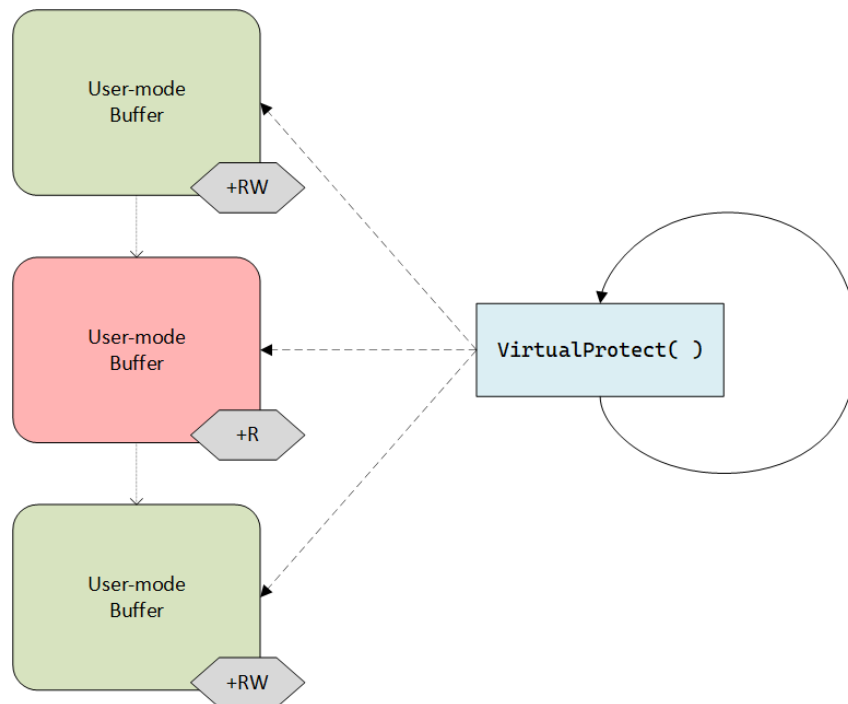 User-mode
Buffer
+RW
User-mode
Buffer
+R
VirtualProtect( )
User-mode
Buffer
+RW